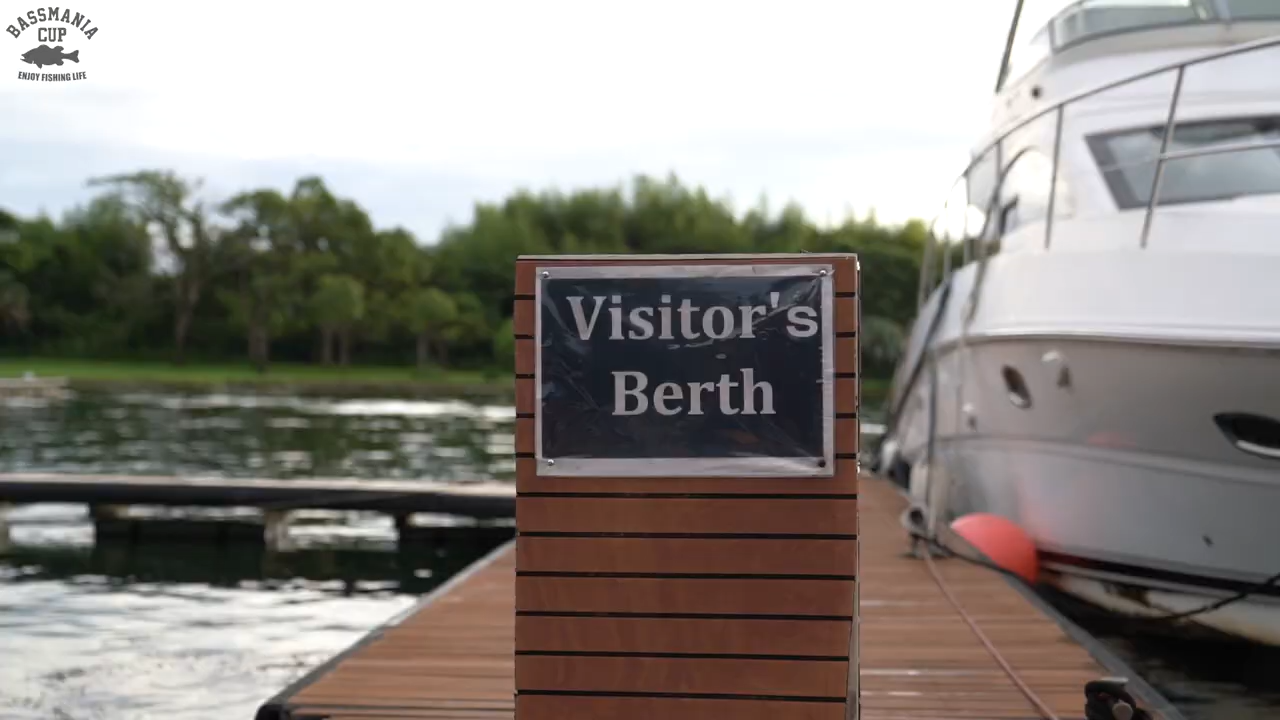 BASSMANIA
CUP
ENJOY FISHING LIFE
Visitor's
Berth